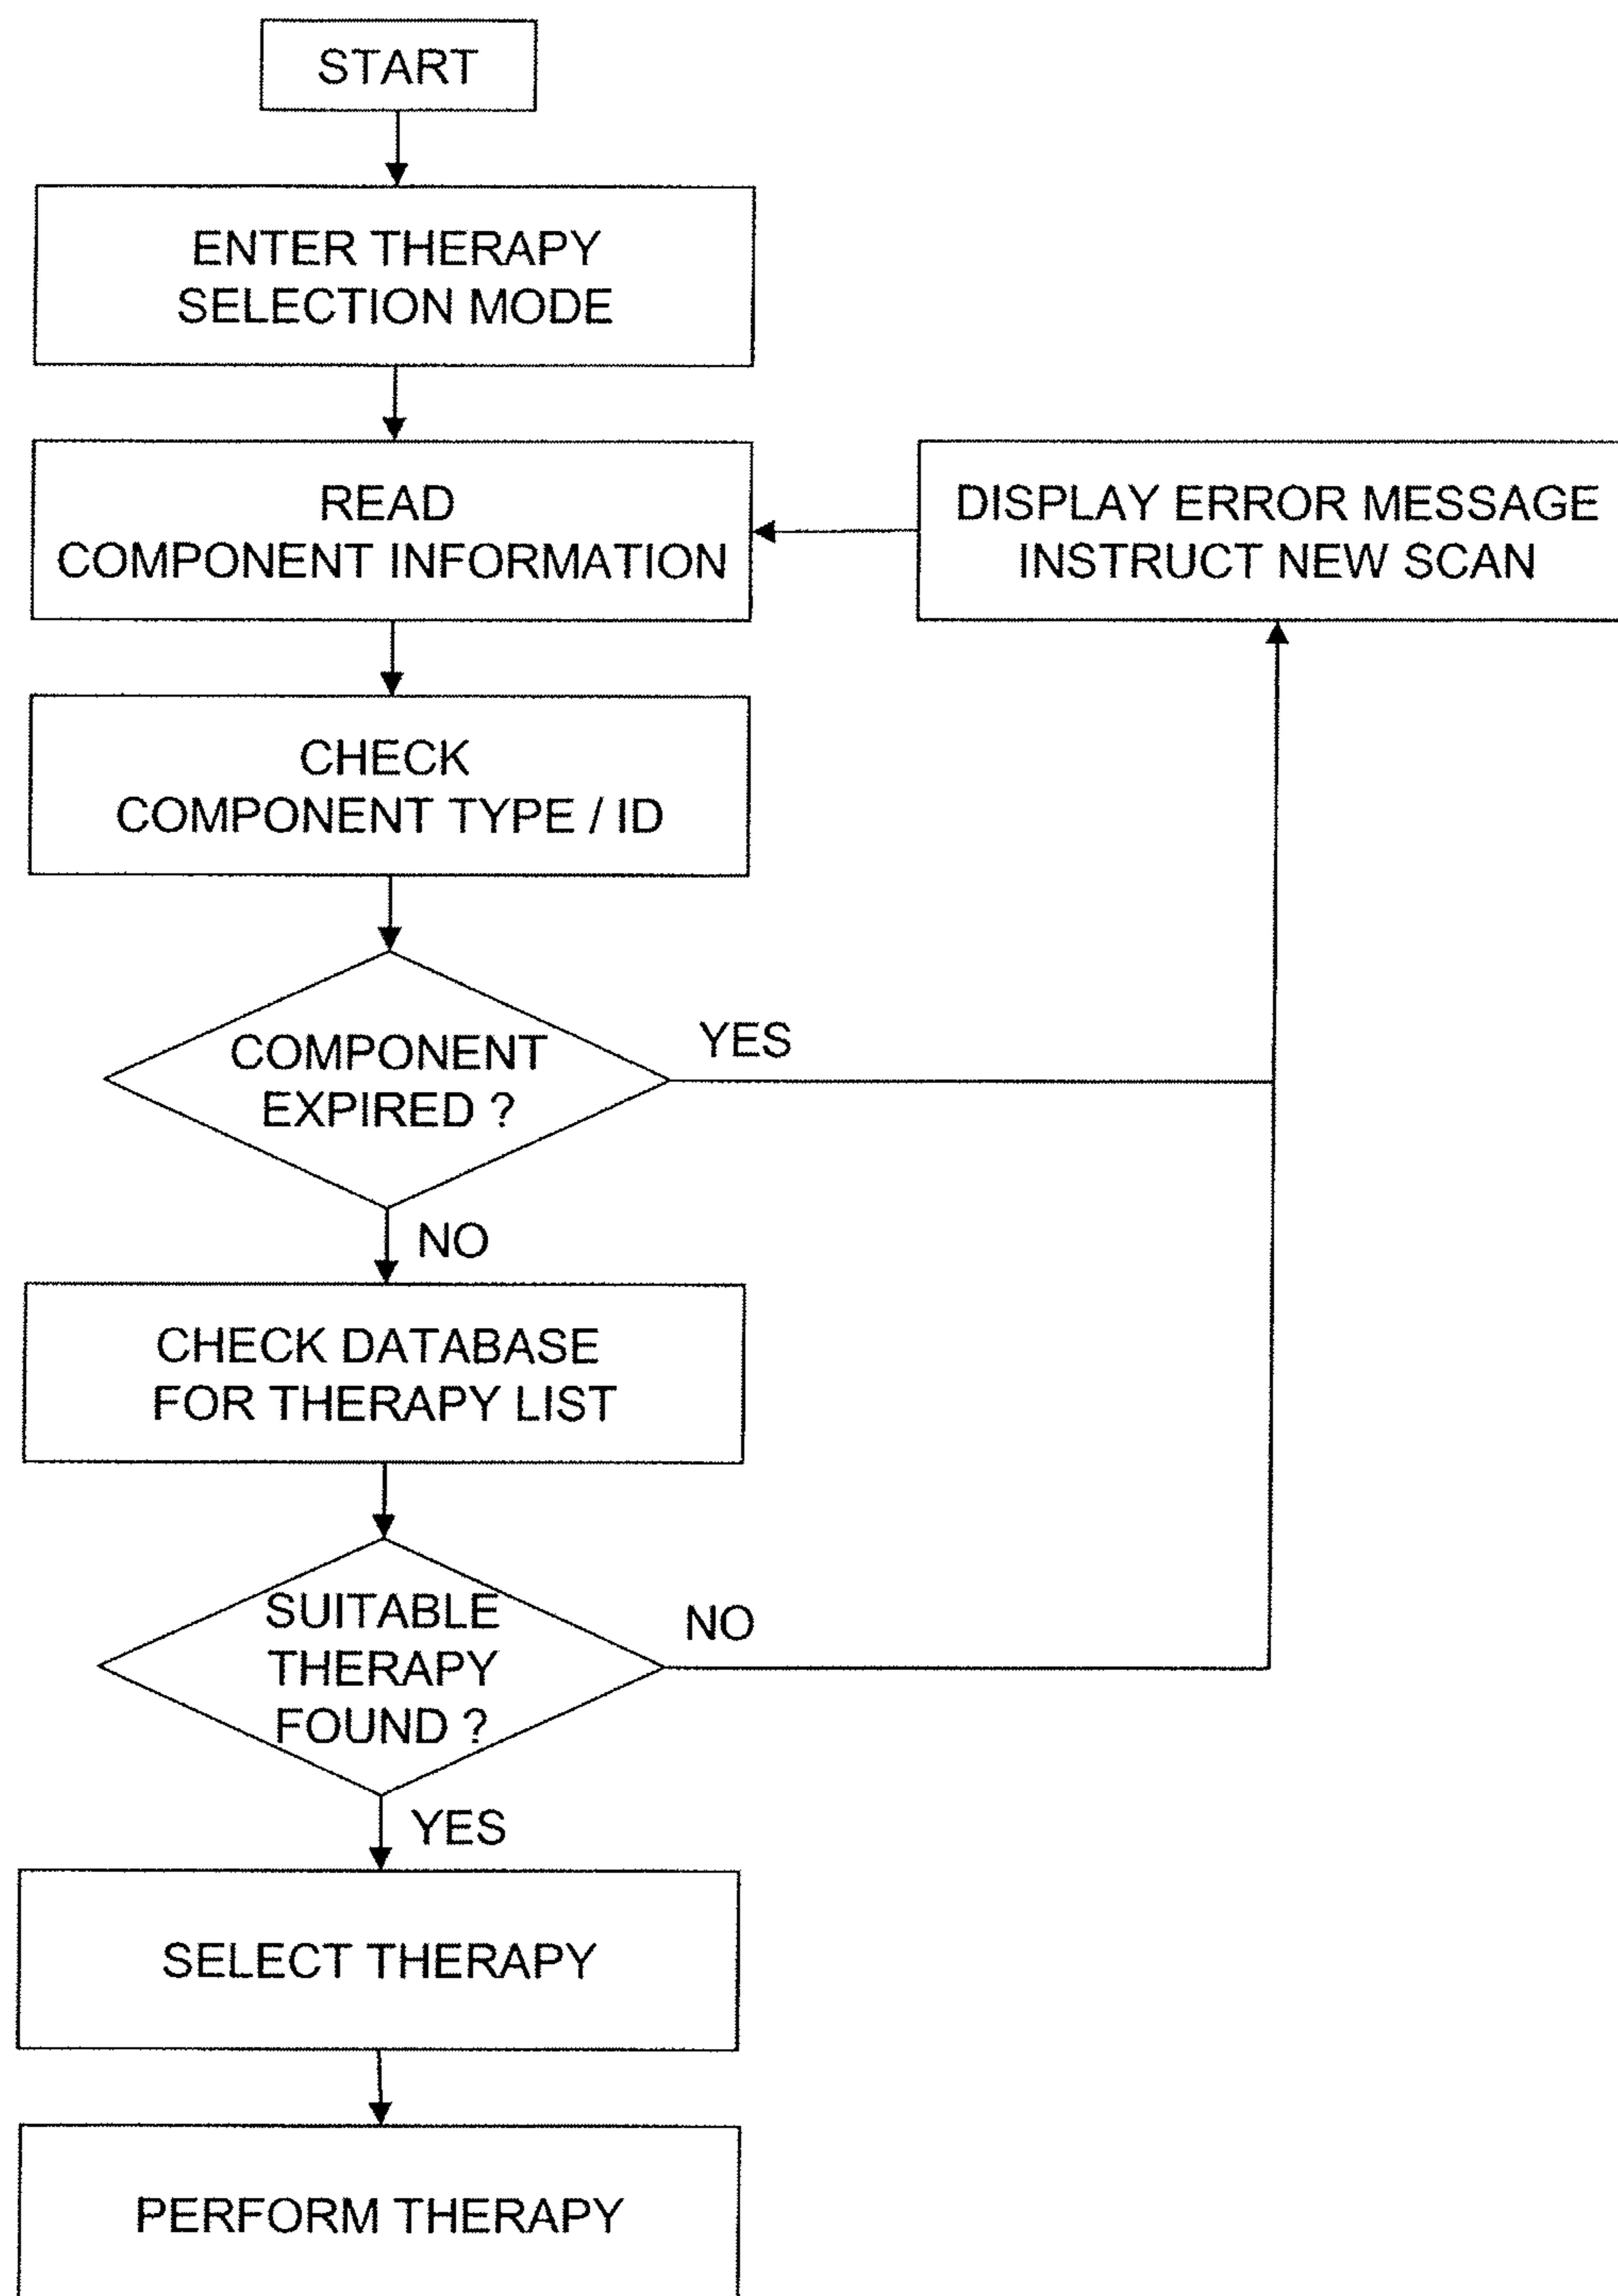 START
ENTER THERAPY
SELECTION MODE
READ
COMPONENT INFORMATION
DISPLAY ERROR MESSAGE
INSTRUCT NEW SCAN
CHECK
COMPONENT TYPE / ID
COMPONENT
EXPIRED ?
YES
NO
CHECK DATABASE
FOR THERAPY LIST
SUITABLE
THERAPY
FOUND ?
NO
YES
SELECT THERAPY
PERFORM THERAPY